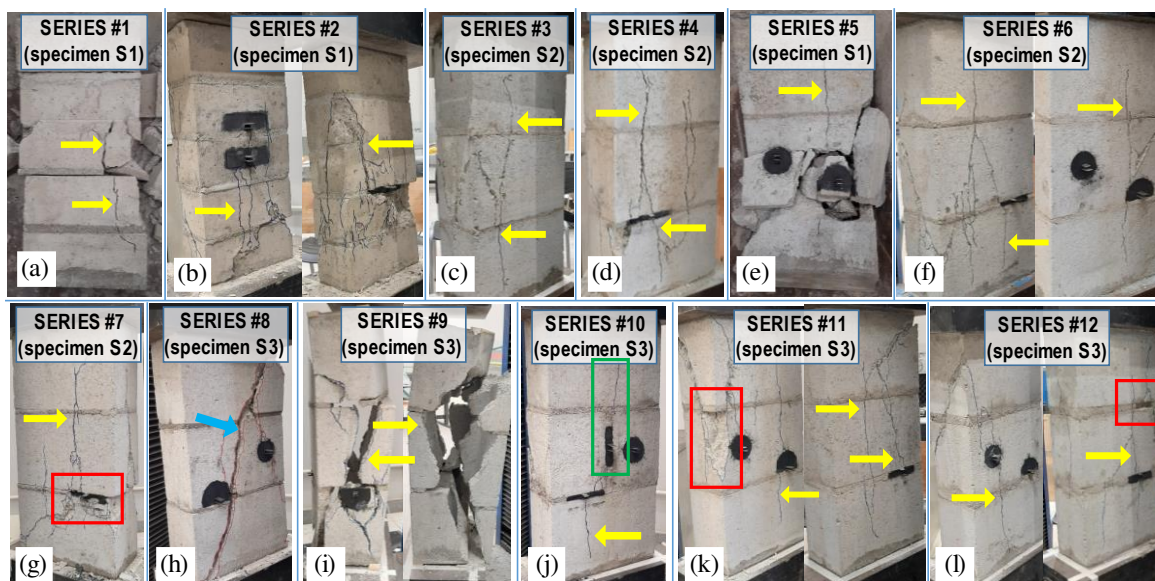 SERIES #1
(specimen S1)
SERIES #2
(specimen S1)
SERIES #3
(specimen S2)
SERIES #4
(specimen S2)
SERIES #5
(specimen S1)
SERIES #6
(specimen S2)
(a)
(b)
(c)
(d)
(e)
(f)
SERIES #7
(specimen S2)
SERIES #8
(specimen S3)
SERIES #9
(specimen S3)
SERIES #10
(specimen S3)
SERIES #11
(specimen S3)
SERIES #12
(specimen S3)
(g)
(h)
(i)
(j)
(k)
(l)